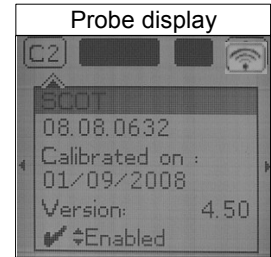 Probe display
C2
SCOT
08.08.0632
Calibrated on :
01/09/2008
Version: 4.50
Enabled